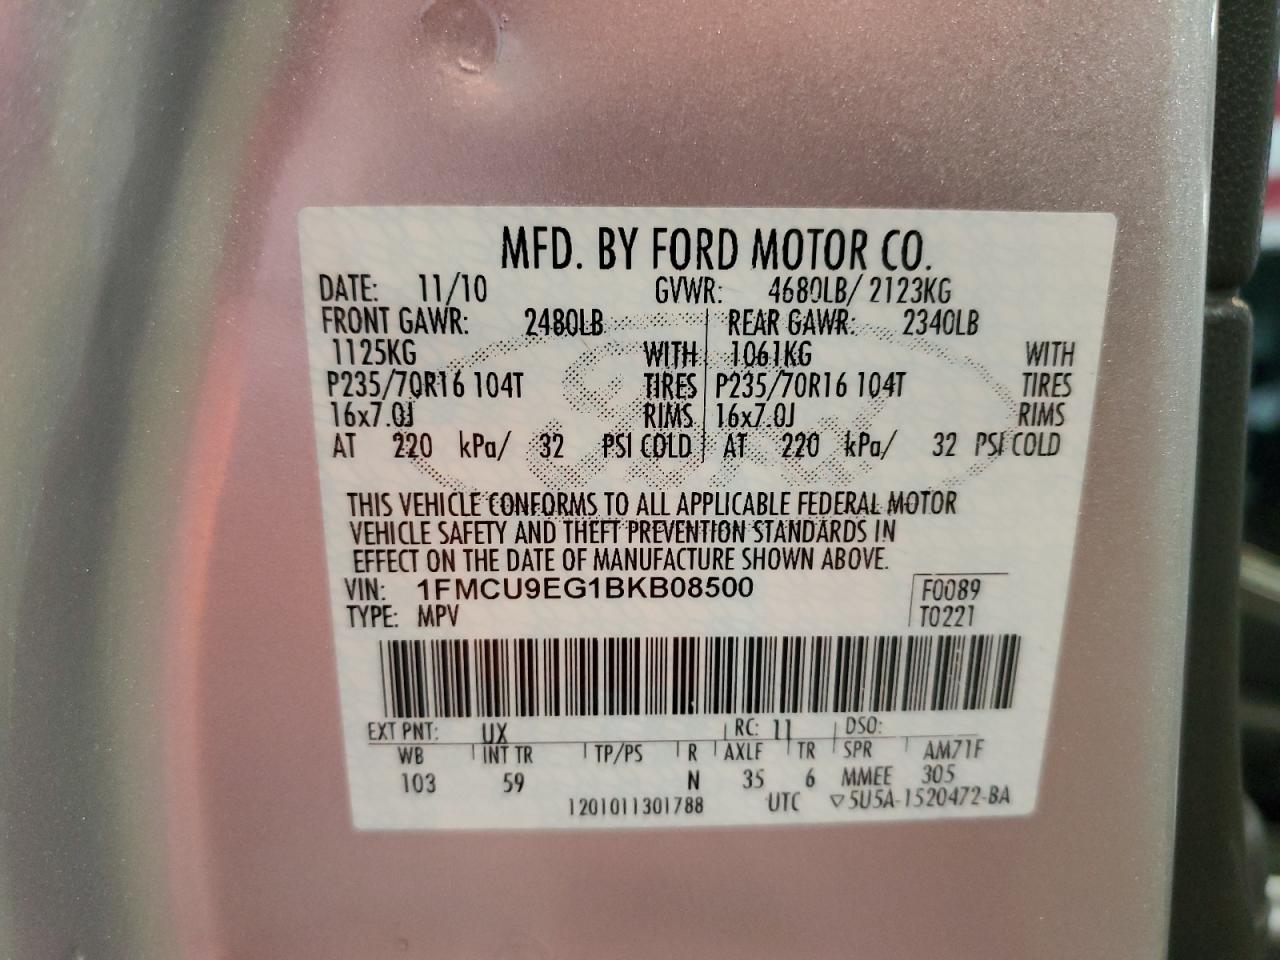 MFD. BY FORD MOTOR CO.
DATE: 11/10 GVWR: 4680LB/ 2123KG
FRONT GAWR: 2480LB REAR GAWR: 2340LB
1125KG WITH 1061KG WITH
P235/70R16 104T TIRES P235/70R16 104T TIRES
16x7.0J RIMS 16x7.0J RIMS
AT 220 kPa/ 32 PSI COLD AT 220 kPa/ 32 PSI COLD
THIS VEHICLE CONFORMS TO ALL APPLICABLE FEDERAL MOTOR
VEHICLE SAFETY AND THEFT PREVENTION STANDARDS IN
EFFECT ON THE DATE OF MANUFACTURE SHOWN ABOVE.
VIN: 1FMCU9EG1BKB08500 F0089
TYPE: MPV T0221
EXT PNT: UX RC: 11 DSO:
WB INT TR TP/PS R AXLE TR SPR AM71F
103 59 N 35 6 MMEE 305
1201011301788 UTC ▽5U5A-1520472-BA